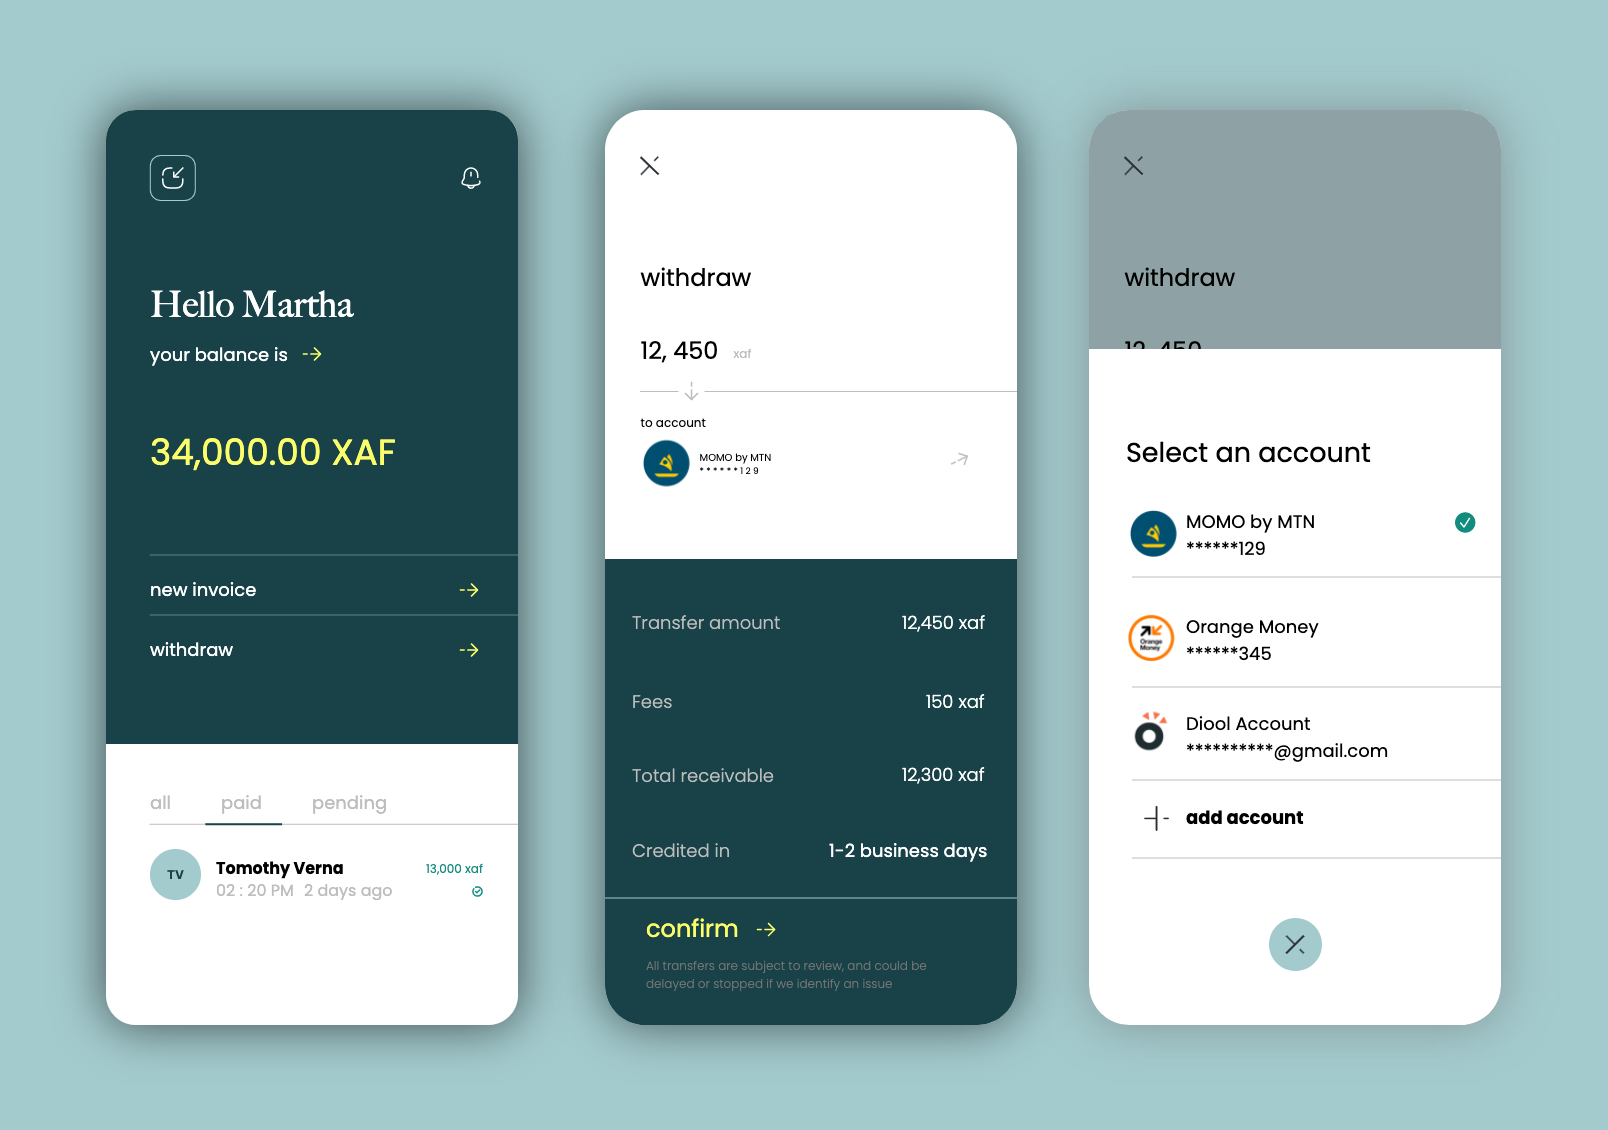 Hello Martha
your balance is
34,000.00 XAF
new invoice
withdraw
all paid pending
TV
Tomothy Verna
13,000 xaf
02 : 20 PM 2 days ago
withdraw
12, 450 xaf
to account
MOMO by MTN
******129
Transfer amount 12,450 xaf
Fees 150 xaf
Total receivable 12,300 xaf
Credited in 1-2 business days
confirm
All transfers are subject to review, and could be
delayed or stopped if we identify an issue
withdraw
12, 450
Select an account
MOMO by MTN
******129
Orange
Money
Orange Money
******345
Diool Account
**********@gmail.com
add account